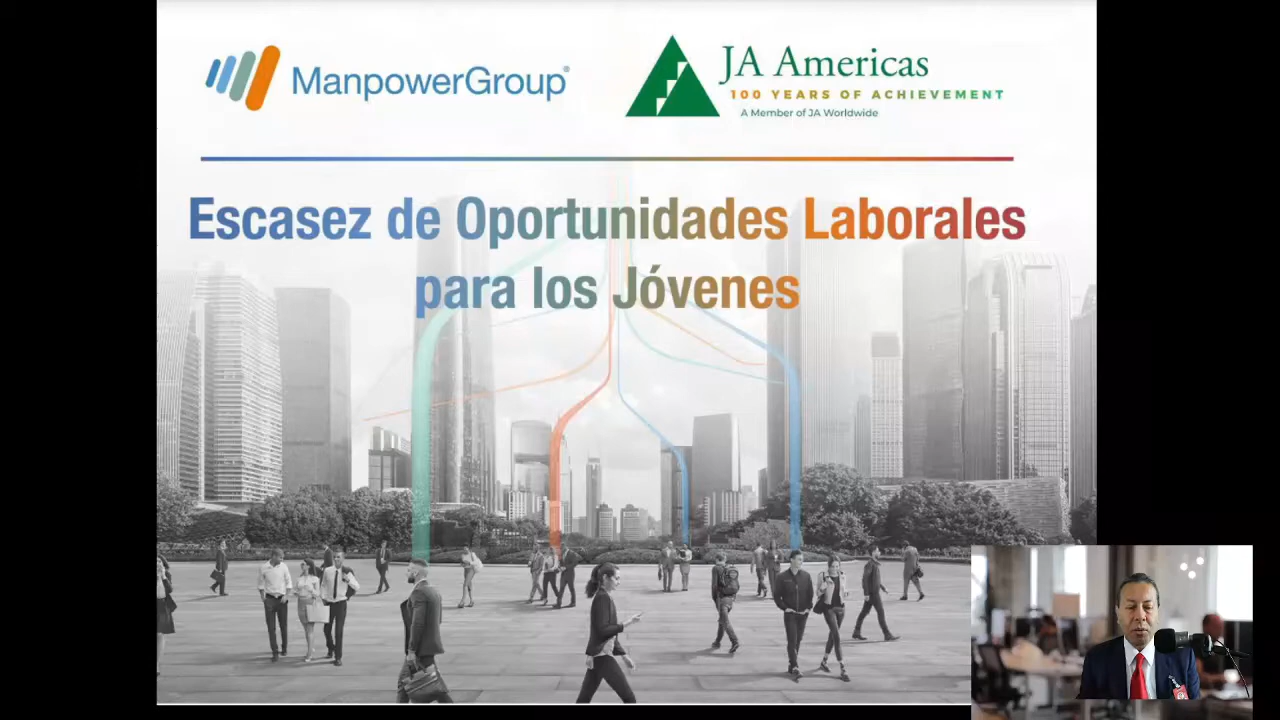 ManpowerGroup®
JA Americas
100 YEARS OF ACHIEVEMENT
A Member of JA Worldwide
Escasez de Oportunidades Laborales
para los Jóvenes